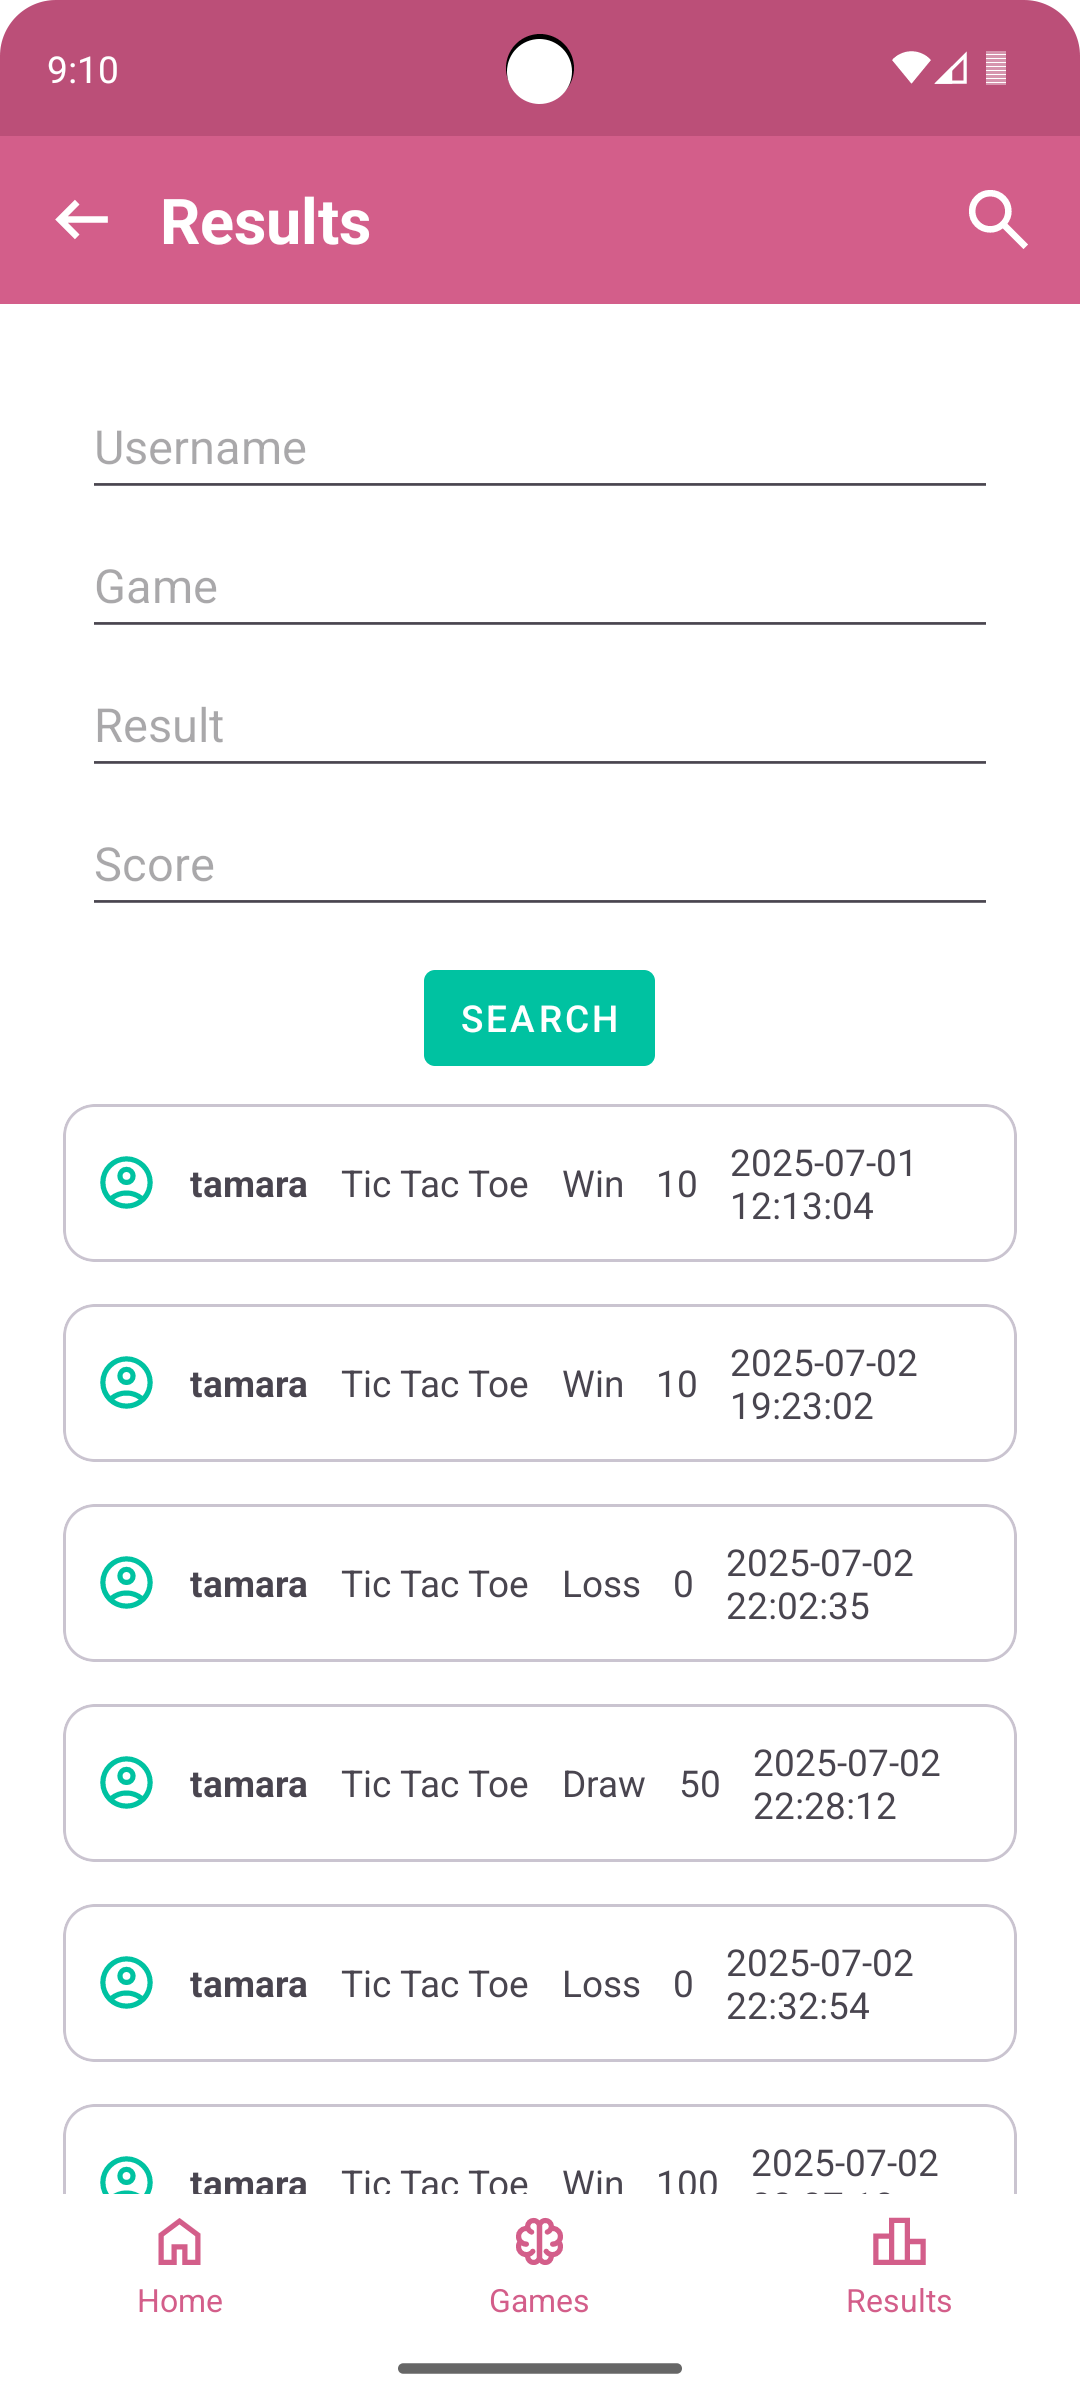 9:10
Results
Username
Game
Result
Score
SEARCH
tamara Tic Tac Toe Win 10 2025-07-01
12:13:04
tamara Tic Tac Toe Win 10 2025-07-02
19:23:02
tamara Tic Tac Toe Loss 0 2025-07-02
22:02:35
tamara Tic Tac Toe Draw 50 2025-07-02
22:28:12
tamara Tic Tac Toe Loss 0 2025-07-02
22:32:54
tamara Tic Tac Toe Win 100 2025-07-02
Home Games Results